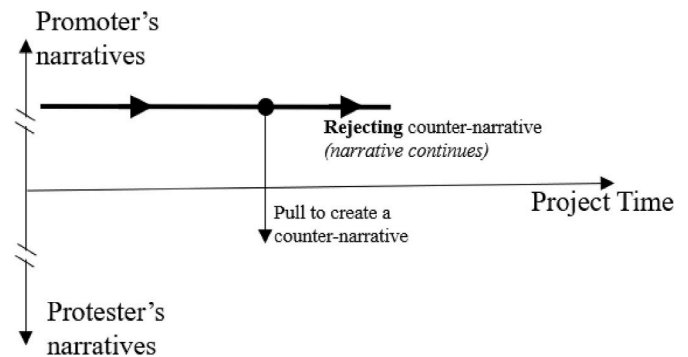 Promoter's
narratives
Rejecting counter-narrative
(narrative continues)
Project Time
Pull to create a
counter-narrative
Protester's
narratives